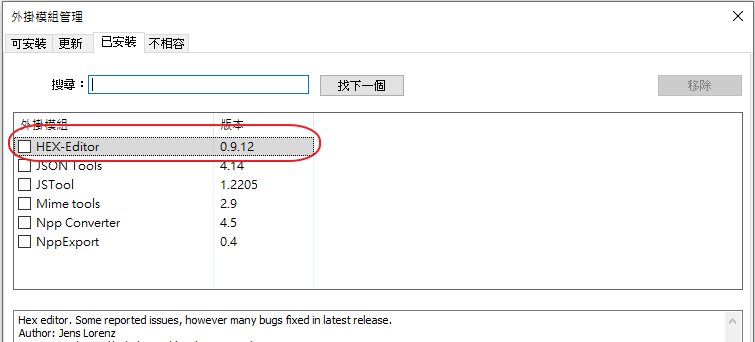 外掛模組管理
可安裝 更新 已安裝 不相容
搜尋： 找下一個 移除
外掛模組 版本
HEX-Editor 0.9.12
JSON Tools 4.14
JSTool 1.2205
Mime tools 2.9
Npp Converter 4.5
NppExport 0.4
Hex editor. Some reported issues, however many bugs fixed in latest release.
Author: Jens Lorenz